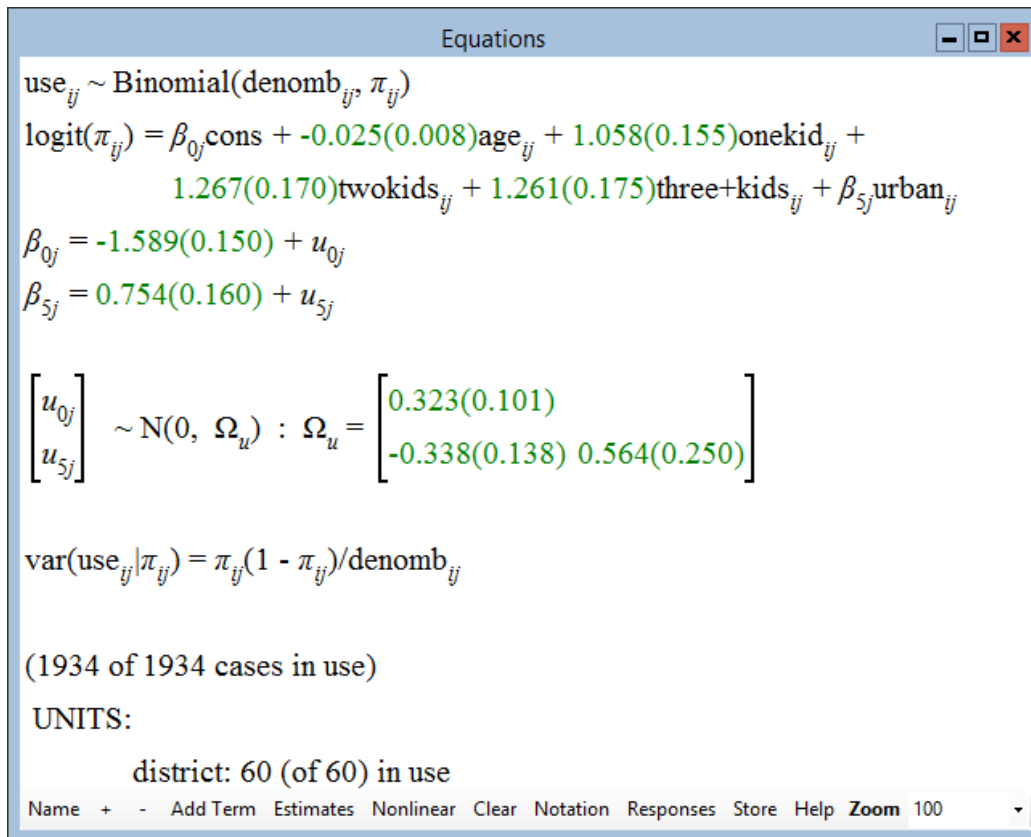 Equations
use_ij ~ Binomial(denomb_ij, π_ij)
logit(π_ij) = β_0j cons + -0.025(0.008)age_ij + 1.058(0.155)onekid_ij +
1.267(0.170)twokids_ij + 1.261(0.175)three+kids_ij + β_5j urban_ij
β_0j = -1.589(0.150) + u_0j
β_5j = 0.754(0.160) + u_5j
[u_0j u_5j] ~ N(0, Ω_u) : Ω_u = [0.323(0.101)
-0.338(0.138) 0.564(0.250)]
var(use_ij|π_ij) = π_ij(1 - π_ij)/denomb_ij
(1934 of 1934 cases in use)
UNITS:
district: 60 (of 60) in use
Name + - Add Term Estimates Nonlinear Clear Notation Responses Store Help Zoom 100